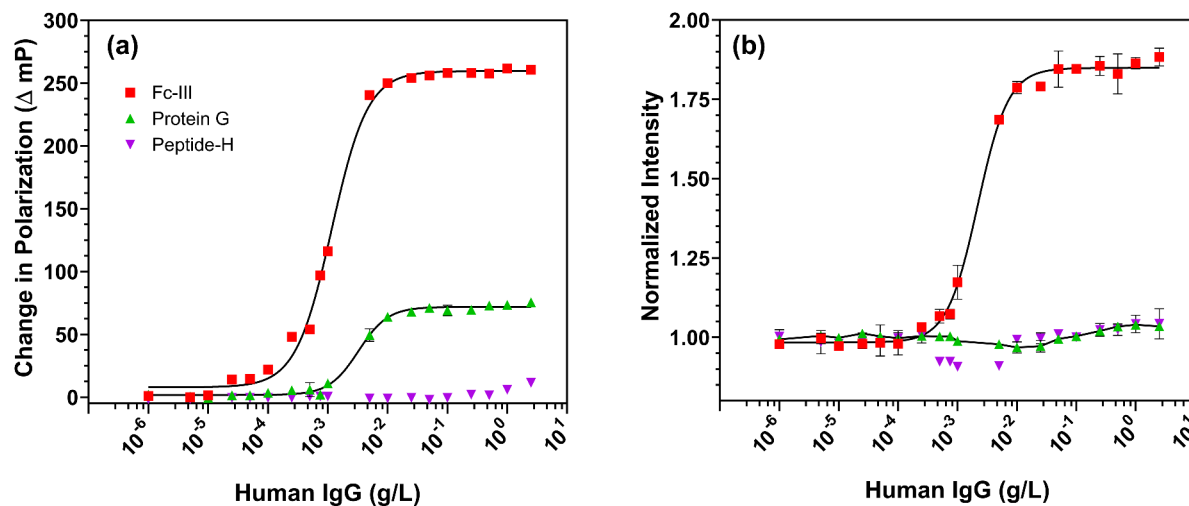 (a)
300
250
200
150
100
50
0
Change in Polarization (Δ mP)
Fc-III
Protein G
Peptide-H
10⁻⁶ 10⁻⁵ 10⁻⁴ 10⁻³ 10⁻² 10⁻¹ 10⁰ 10¹
Human IgG (g/L)
(b)
2.00
1.75
1.50
1.25
1.00
Normalized Intensity
10⁻⁶ 10⁻⁵ 10⁻⁴ 10⁻³ 10⁻² 10⁻¹ 10⁰ 10¹
Human IgG (g/L)